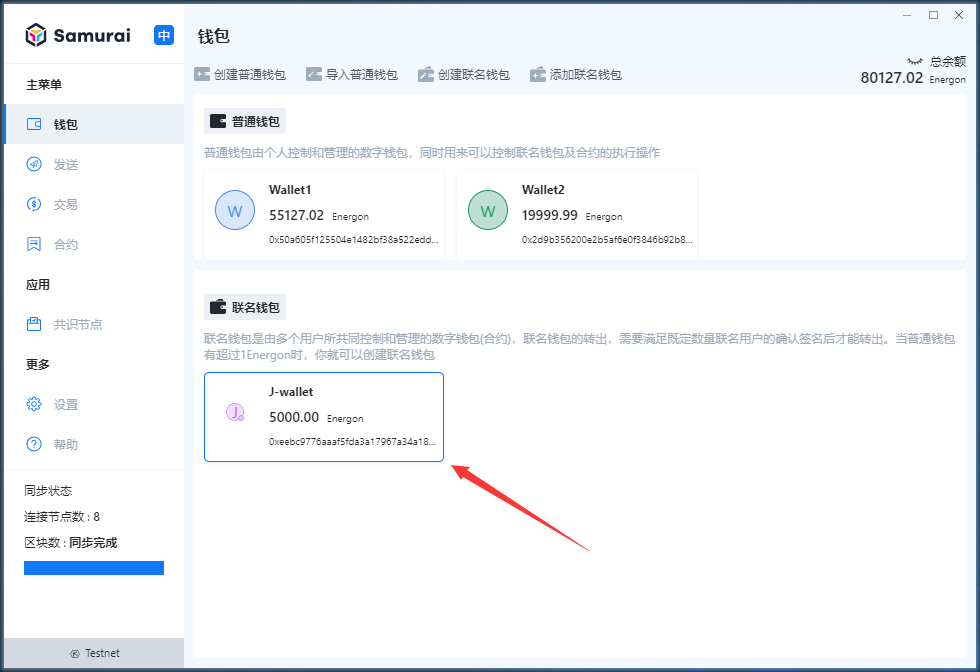 Samurai
中
主菜单
钱包
发送
交易
合约
应用
共识节点
更多
设置
帮助
同步状态
连接节点数 : 8
区块数 : 同步完成
Testnet
钱包
创建普通钱包
导入普通钱包
创建联名钱包
添加联名钱包
总余额
80127.02 Energon
普通钱包
普通钱包由个人控制和管理的数字钱包，同时用来可以控制联名钱包及合约的执行操作
W
Wallet1
55127.02 Energon
0x50a605f125504e1482bf38a522edd...
W
Wallet2
19999.99 Energon
0x2d9b356200e2b5af6e0f3846b92b8...
联名钱包
联名钱包是由多个用户所共同控制和管理的数字钱包(合约)，联名钱包的转出，需要满足既定数量联名用户的确认签名后才能转出。当普通钱包
有超过1Energon时，你就可以创建联名钱包
J
J-wallet
5000.00 Energon
0xeebc9776aaaf5fda3a17967a34a18...